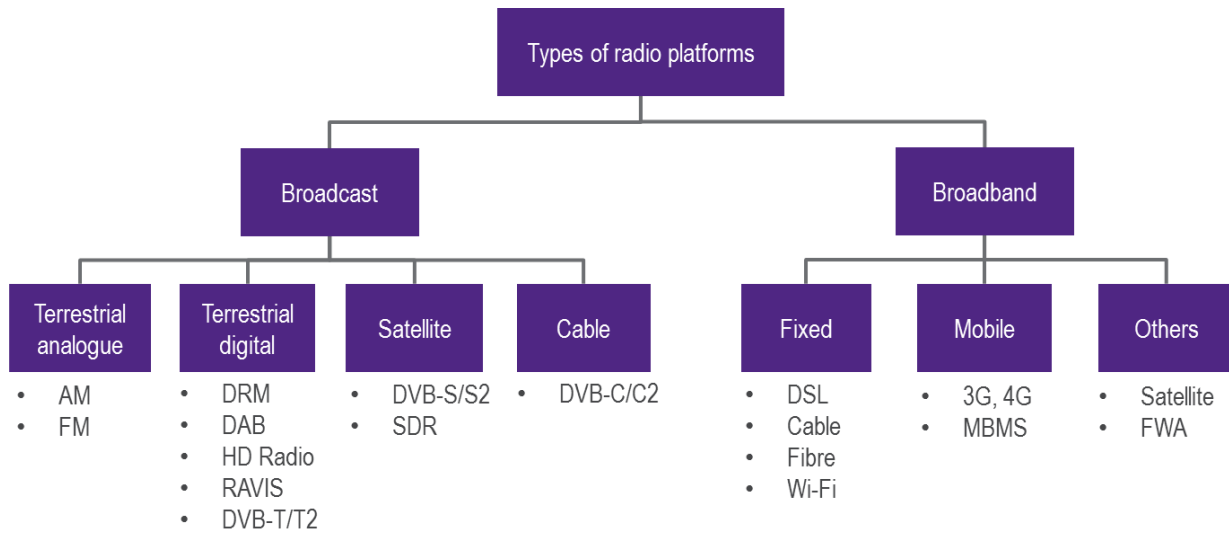 Types of radio platforms
Broadcast
Broadband
Terrestrial
analogue
Terrestrial
digital
Satellite
Cable
Fixed
Mobile
Others
• AM
• FM
• DRM
• DAB
• HD Radio
• RAVIS
• DVB-T/T2
• DVB-S/S2
• SDR
• DVB-C/C2
• DSL
• Cable
• Fibre
• Wi-Fi
• 3G, 4G
• MBMS
• Satellite
• FWA